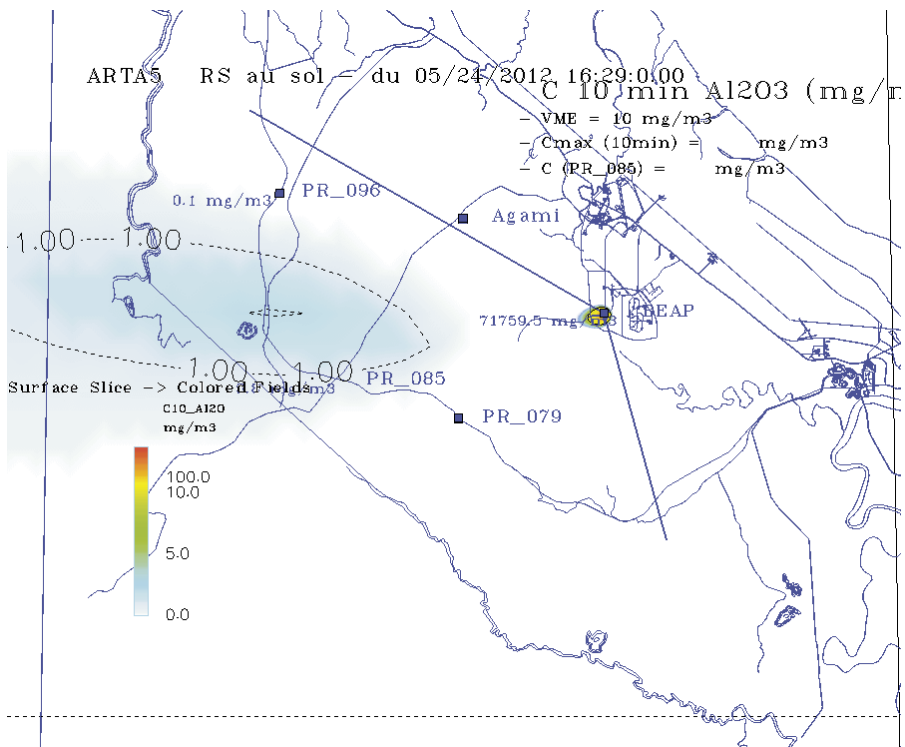 ARTA5 RS au sol - du 05/24/2012 16:29:0.00
C 10 min Al2O3 (mg/m
- VME = 10 mg/m3
- Cmax (10min) = mg/m3
- C (PR_085) = mg/m3
0.1 mg/m3
PR_096
Agami
1.00
1.00
71759.5 mg/m3
1.00
1.00
PR_085
Surface Slice -> Colored Fields
mg/m3
C10_Al2O
mg/m3
PR_079
100.0
10.0
5.0
0.0